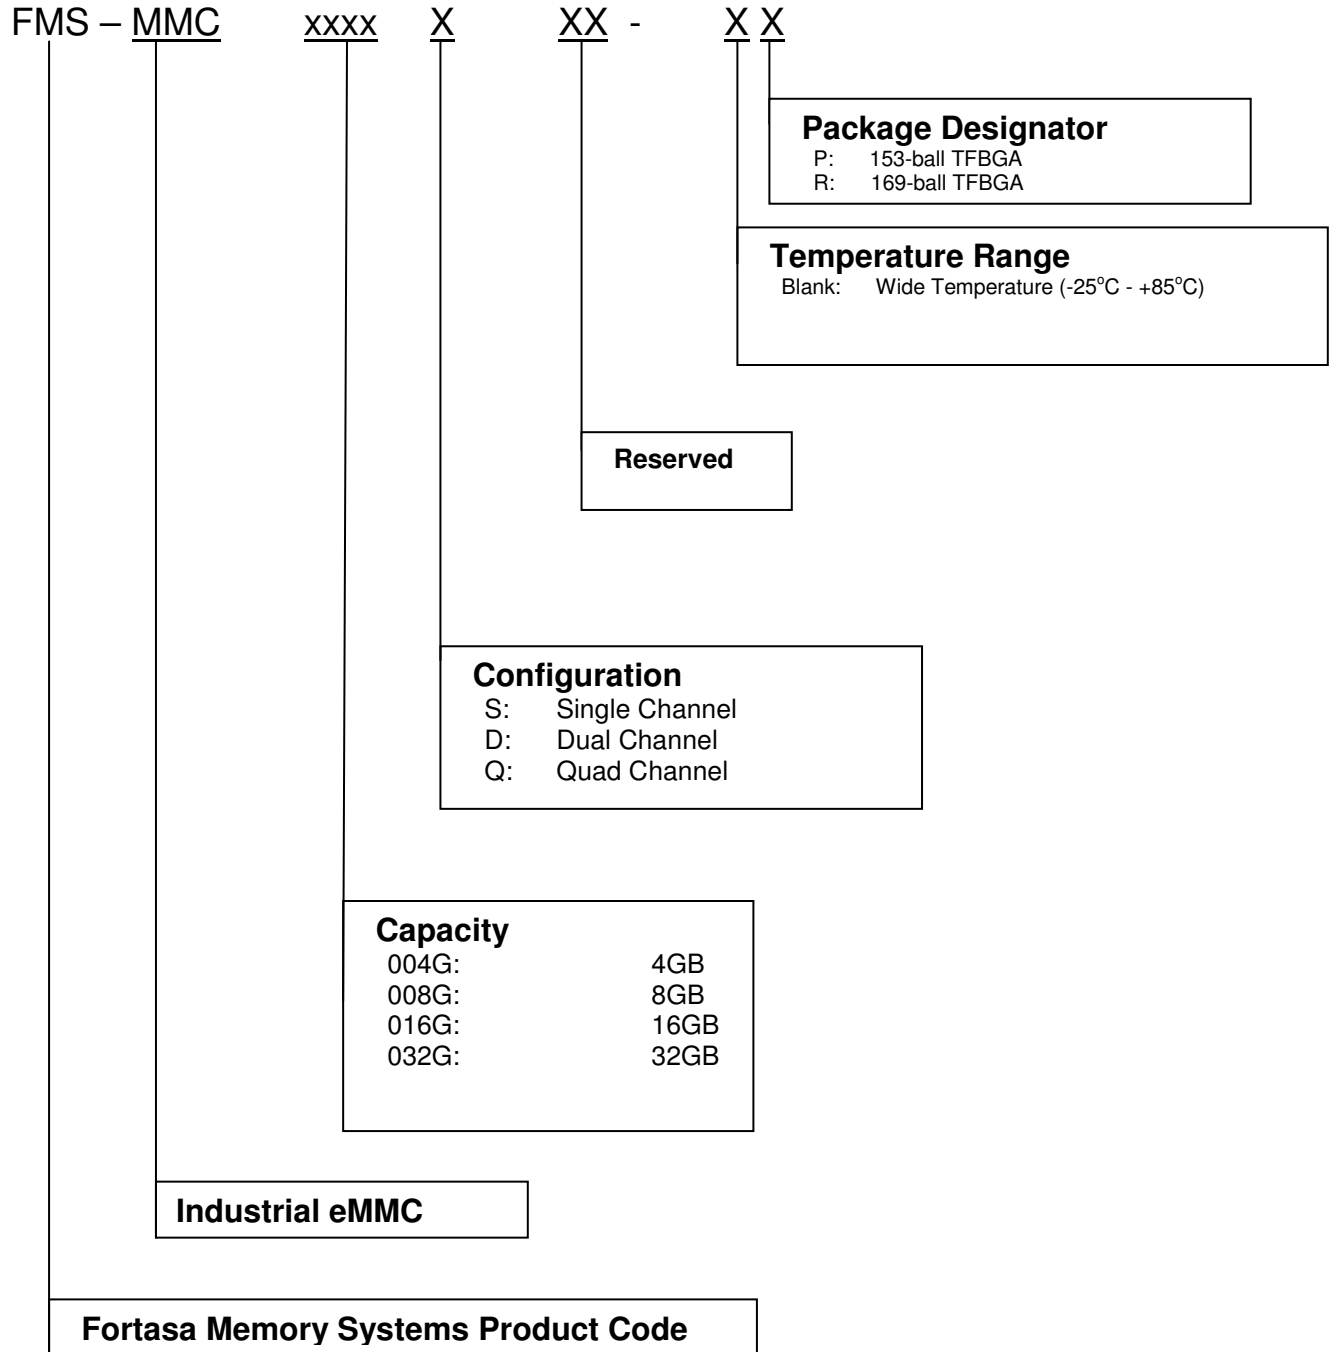 FMS – MMC xxxx X XX - X X
Package Designator
P: 153-ball TFBGA
R: 169-ball TFBGA
Temperature Range
Blank: Wide Temperature (-25°C - +85°C)
Reserved
Configuration
S: Single Channel
D: Dual Channel
Q: Quad Channel
Capacity
004G: 4GB
008G: 8GB
016G: 16GB
032G: 32GB
Industrial eMMC
Fortasa Memory Systems Product Code